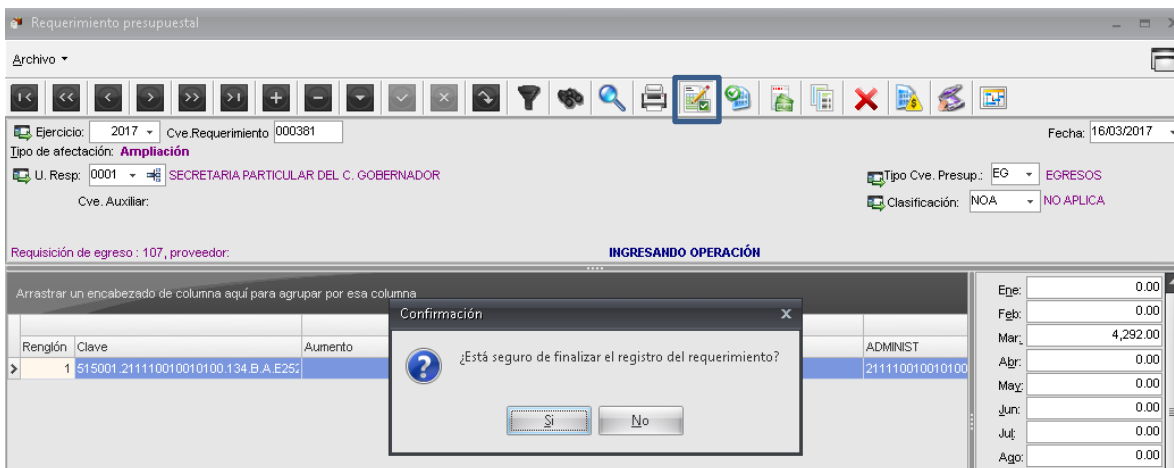 Requerimiento presupuestal
Archivo
Ejercicio: 2017 Cve.Requerimiento 000381 Fecha: 16/03/2017
Tipo de afectación: Ampliación
U. Resp: 0001 SECRETARIA PARTICULAR DEL C. GOBERNADOR Tipo Cve. Presup.: EG EGRESOS
Cve. Auxiliar: Clasificación: NOA NO APLICA
Requisición de egreso : 107, proveedor: INGRESANDO OPERACIÓN
Arrastrar un encabezado de columna aquí para agrupar por esa columna
Renglón Clave Aumento ADMINIST
1 515001.211110010010100.134.B.A.E252 211110010010100
Confirmación
¿Está seguro de finalizar el registro del requerimiento?
Si No
Ene: 0.00
Feb: 0.00
Mar: 4,292.00
Abr: 0.00
May: 0.00
Jun: 0.00
Jul: 0.00
Ago: 0.00